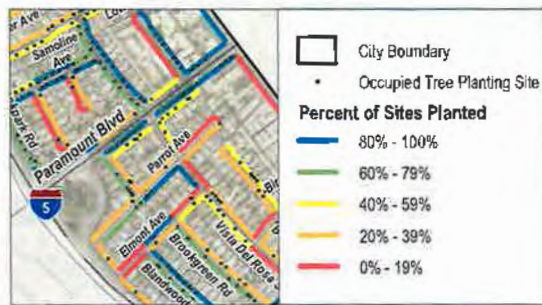 Samoline
Ave
Paramount Blvd
Perrot Ave
5
Elmont Ave
Vista Del Rosa
Brookgreen Rd
Blandwood
City Boundary
Occupied Tree Planting Site
Percent of Sites Planted
80% - 100%
60% - 79%
40% - 59%
20% - 39%
0% - 19%